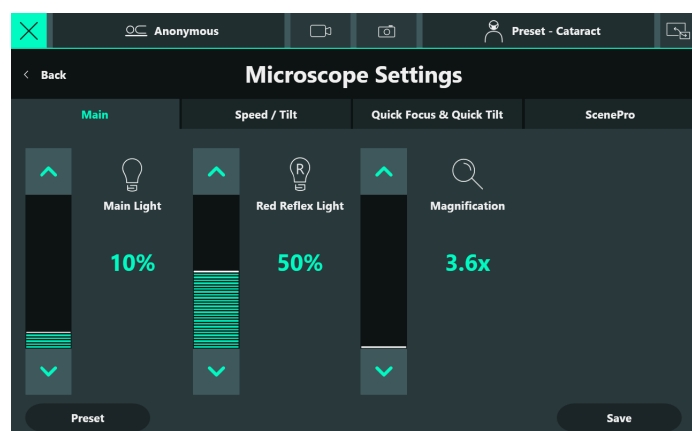 Anonymous
Preset - Cataract
Back
Microscope Settings
Main
Speed / Tilt
Quick Focus & Quick Tilt
ScenePro
Main Light
R
Red Reflex Light
Magnification
10%
50%
3.6x
Preset
Save